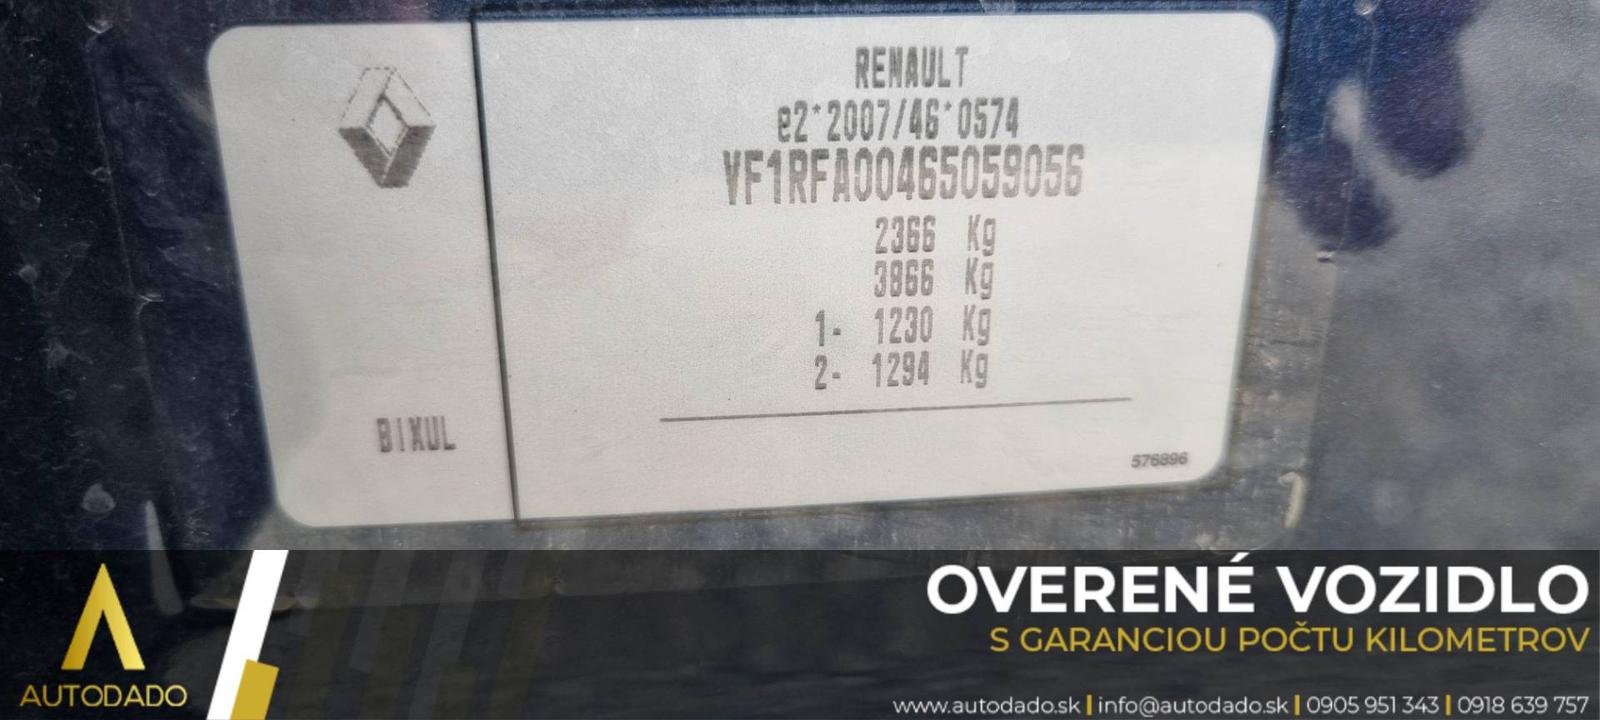 RENAULT
e2*2007/46*0574
VF1RFA00465059056
2366 Kg
3866 Kg
1- 1230 Kg
2- 1294 Kg
BIXUL
576896
OVERENÉ VOZIDLO
S GARANCIOU POČTU KILOMETROV
AUTODADO
www.autodado.sk | info@autodado.sk | 0905 951 343 | 0918 639 757